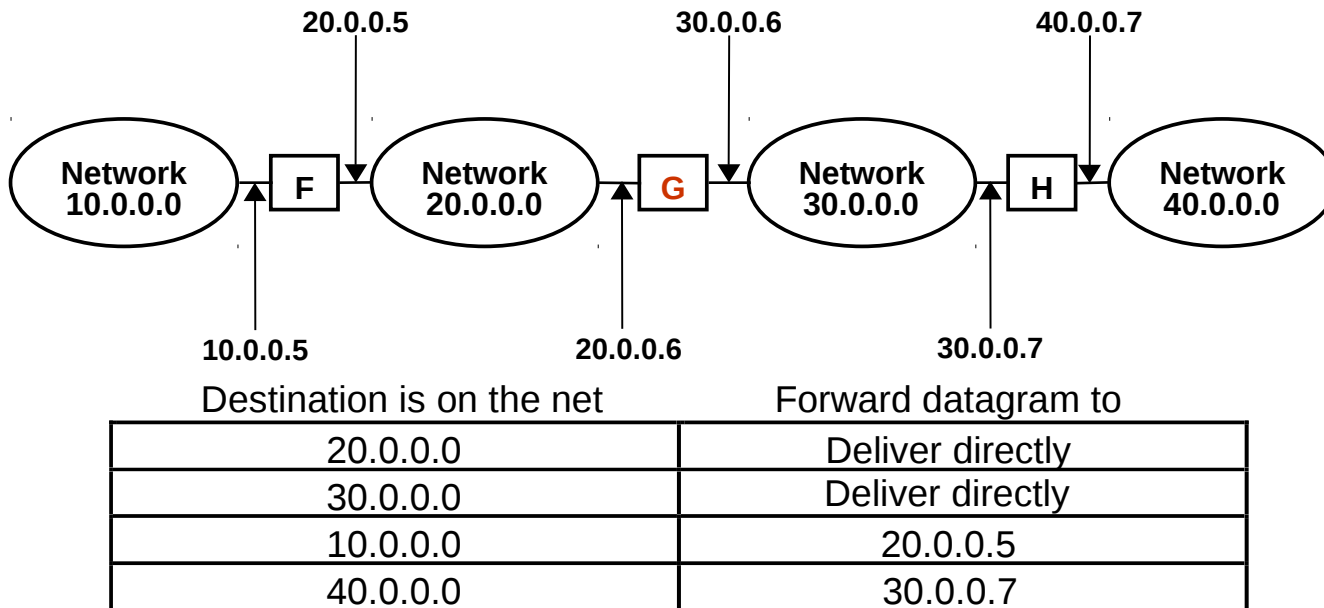 20.0.0.5
30.0.0.6
40.0.0.7
Network
10.0.0.0
F
Network
20.0.0.0
G
Network
30.0.0.0
H
Network
40.0.0.0
10.0.0.5
20.0.0.6
30.0.0.7
Destination is on the net Forward datagram to
20.0.0.0 Deliver directly
30.0.0.0 Deliver directly
10.0.0.0 20.0.0.5
40.0.0.0 30.0.0.7